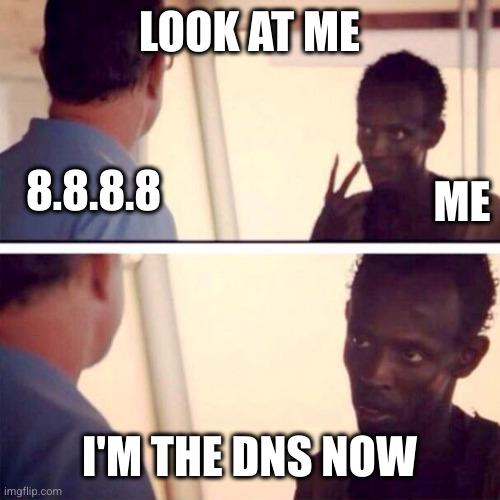 LOOK AT ME
8.8.8.8
ME
I'M THE DNS NOW
imgflip.com